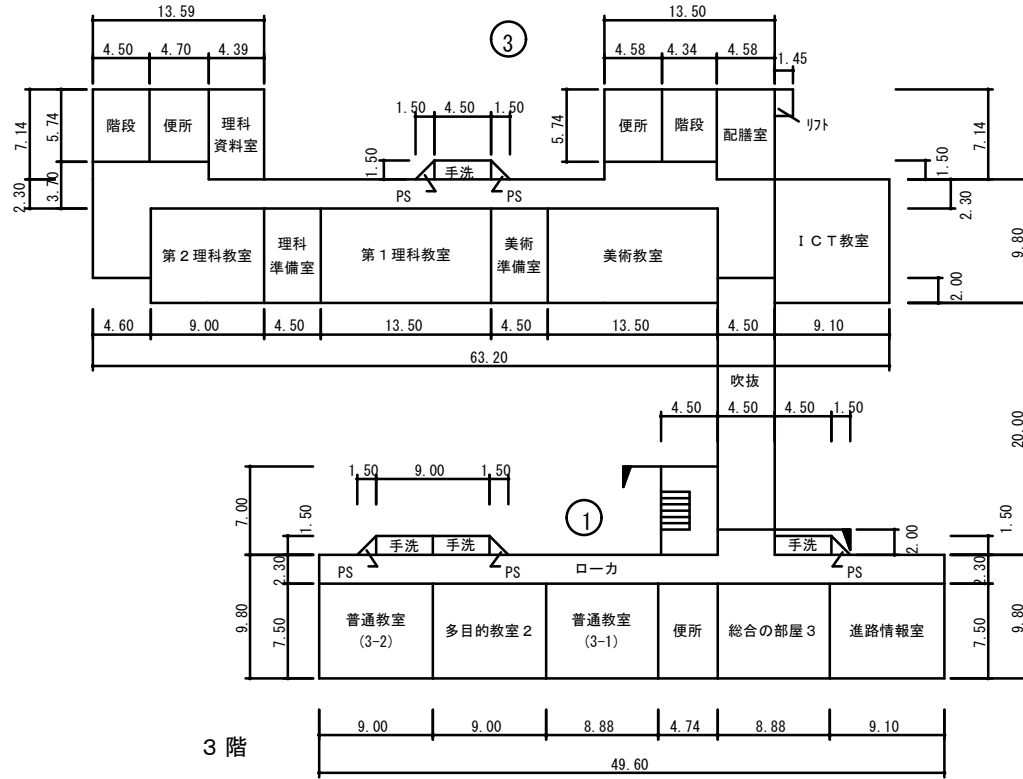 13.59
13.50
4.50 4.70 4.39
③
4.58 4.34 4.58
1.45
7.14
5.74
階段
便所
理科
資料室
1.50 4.50 1.50
5.74
便所
階段
配膳室
リフト
7.14
1.50
手洗
1.50
2.30
3.70
PS
PS
2.30
第2理科教室
理科
準備室
第1理科教室
美術
準備室
美術教室
ICT教室
9.80
2.00
4.60 9.00 4.50 13.50 4.50 13.50 4.50 9.10
63.20
吹抜
4.50 4.50 4.50 1.50
20.00
1.50 9.00 1.50
7.00
1.50
①
2.00
1.50
手洗
手洗
手洗
PS
PS
ローカ
PS
2.30
2.30
9.80
7.50
普通教室
(3-2)
多目的教室2
普通教室
(3-1)
便所
総合の部屋3
進路情報室
7.50
9.80
9.00 9.00 8.88 4.74 8.88 9.10
3階
49.60